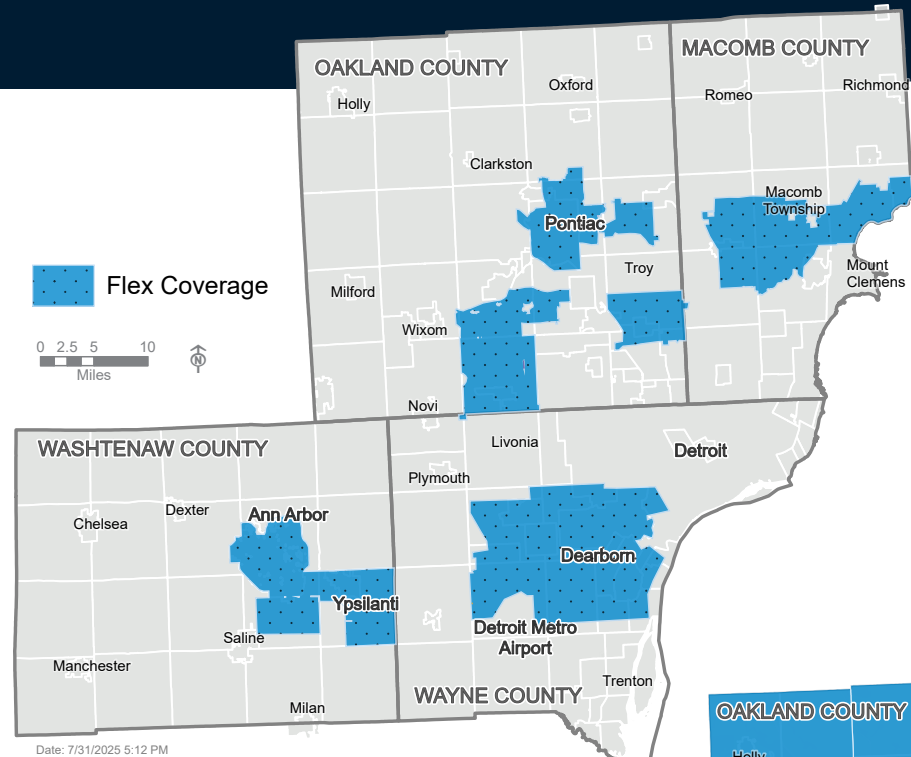 OAKLAND COUNTY
MACOMB COUNTY
Holly
Oxford
Romeo
Richmond
Clarkston
Macomb
Township
Pontiac
Troy
Mount
Clemens
Milford
Wixom
Novi
Flex Coverage
0 2.5 5 10
Miles
N
WASHTENAW COUNTY
Livonia
Detroit
Plymouth
Chelsea
Dexter
Ann Arbor
Dearborn
Ypsilanti
Saline
Detroit Metro
Airport
Manchester
Milan
Trenton
WAYNE COUNTY
OAKLAND COUNTY
Holly
Date: 7/31/2025 5:12 PM